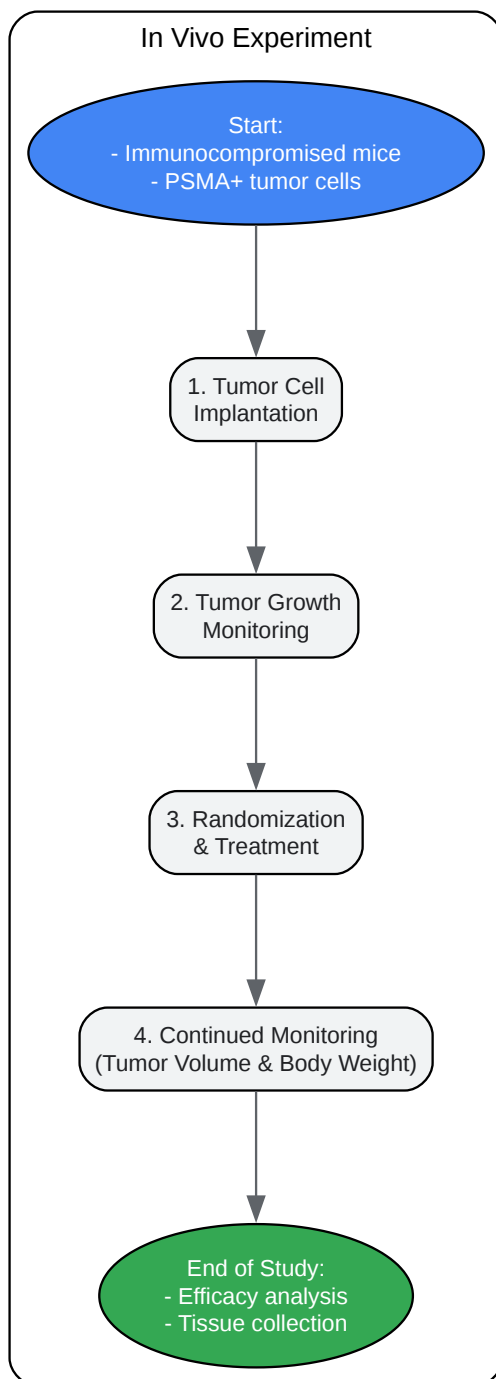 In Vivo Experiment
Start:
- Immunocompromised mice
- PSMA+ tumor cells
1. Tumor Cell
Implantation
2. Tumor Growth
Monitoring
3. Randomization
& Treatment
4. Continued Monitoring
(Tumor Volume & Body Weight)
End of Study:
- Efficacy analysis
- Tissue collection